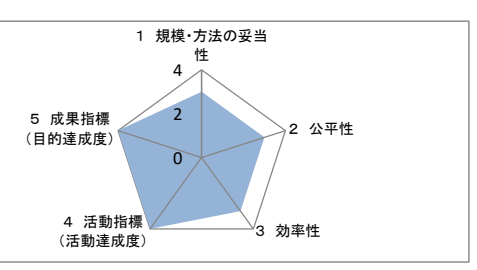 1 規模・方法の妥当
性
4
2
0
2 公平性
3 効率性
4 活動指標
（活動達成度）
5 成果指標
（目的達成度）